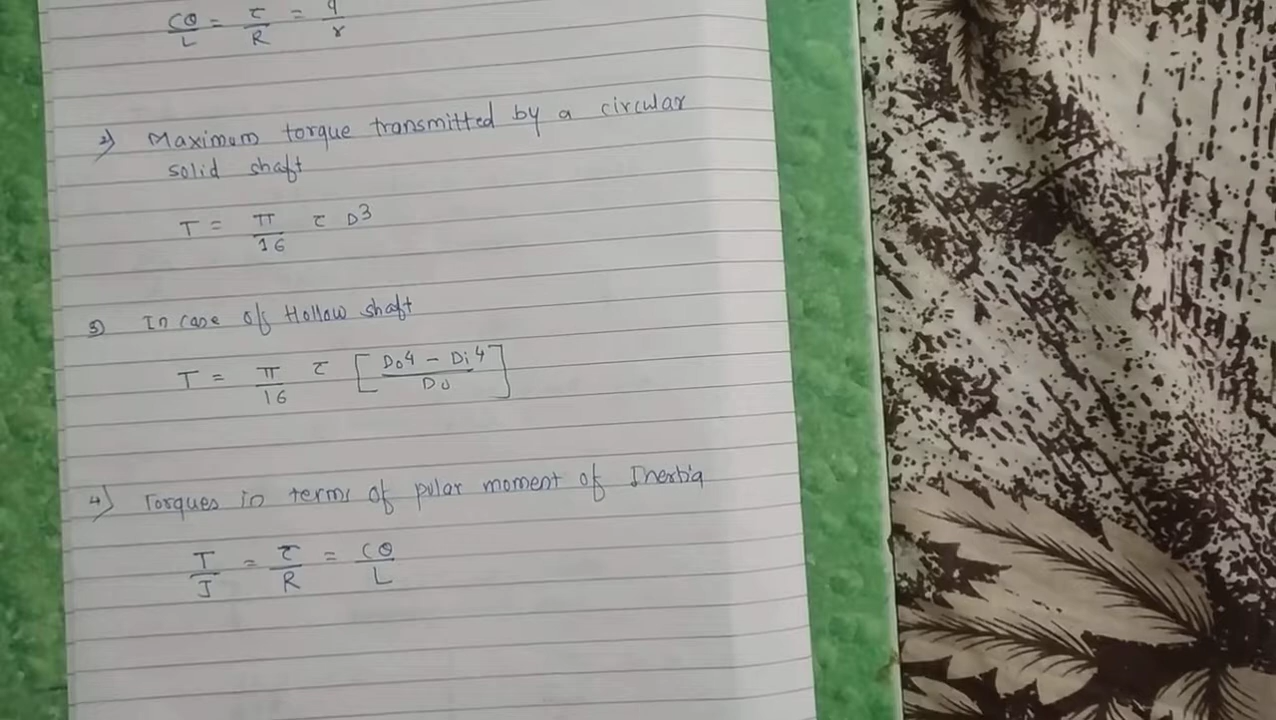 Cθ/L = τ/R = q/r
2) Maximum torque transmitted by a circular
solid shaft
T = π/16 τ D3
3) In case of Hollow shaft
T = π/16 τ [Do4 - Di4 / Do]
4) Torques in terms of polar moment of Inertia
T/J = τ/R = Cθ/L